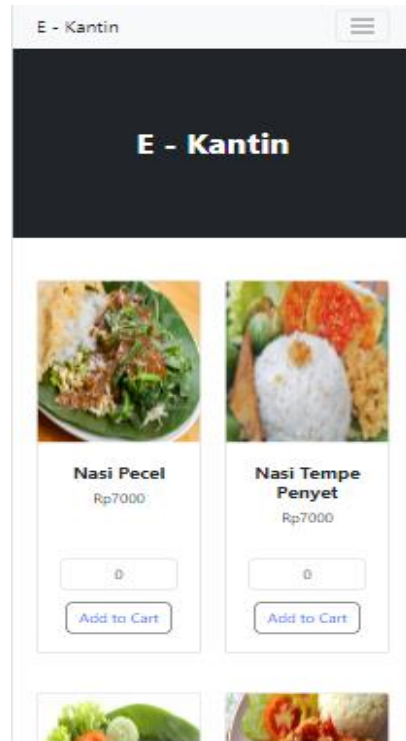 E - Kantin
E - Kantin
Nasi Pecel
Rp7000
0
Add to Cart
Nasi Tempe
Penyet
Rp7000
0
Add to Cart